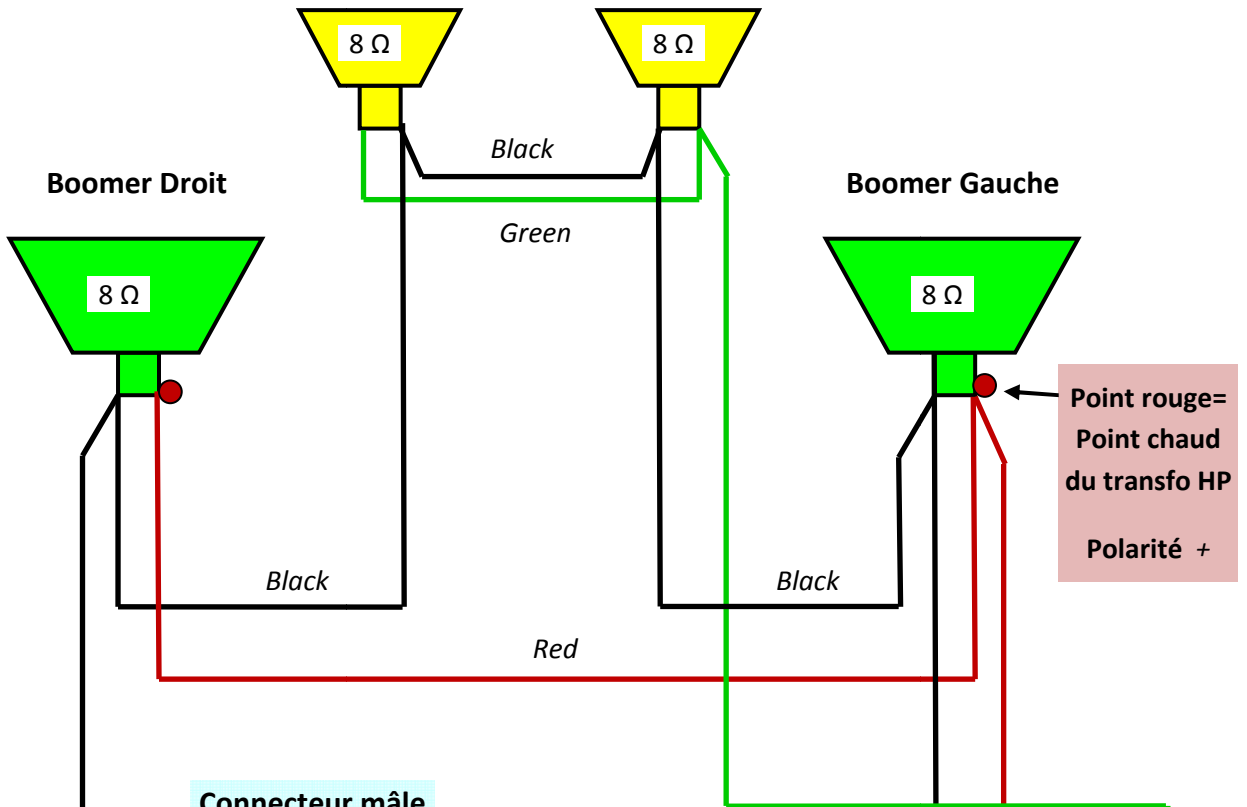 8 Ω
8 Ω
Black
Boomer Droit
Boomer Gauche
Green
8 Ω
8 Ω
Point rouge=
Point chaud
du transfo HP
Polarité +
Black
Black
Red
Connecteur mâle